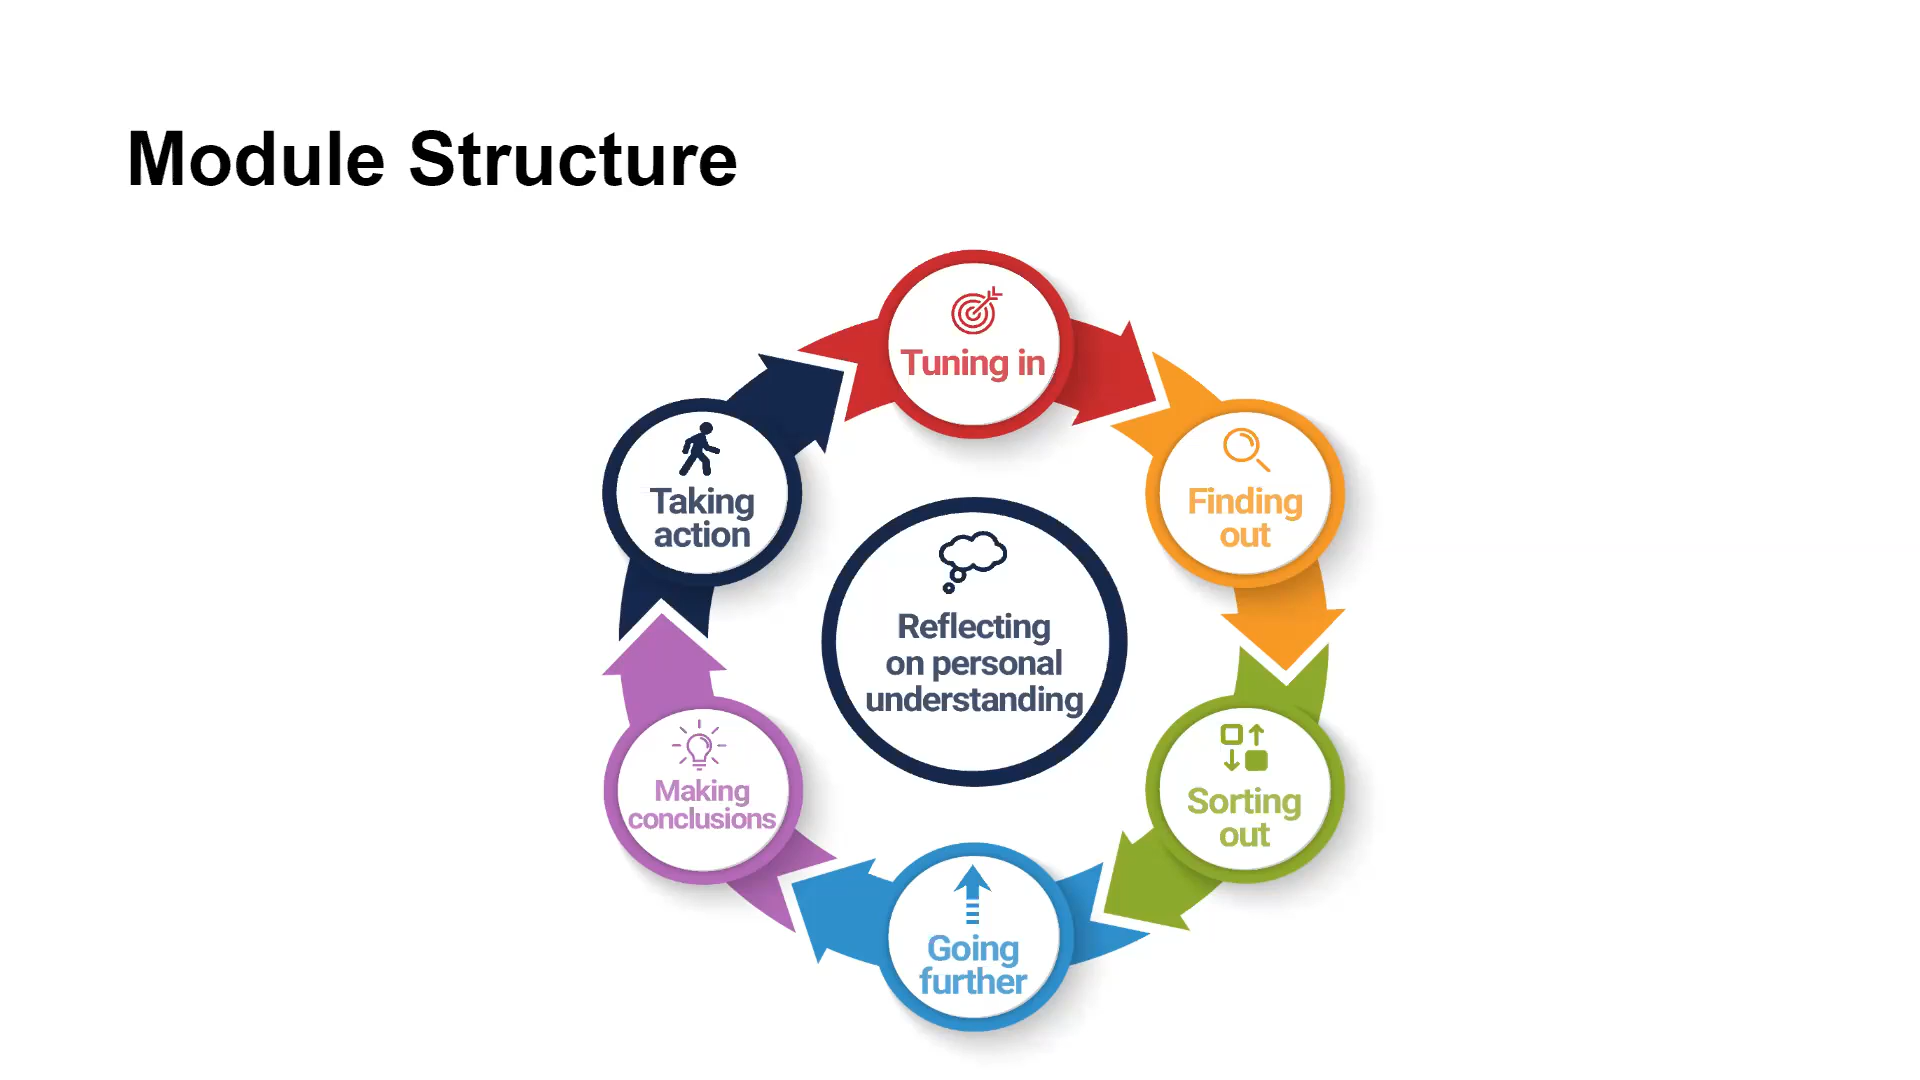 Module Structure
Tuning in
Finding
out
Sorting
out
Going
further
Making
conclusions
Taking
action
Reflecting
on personal
understanding